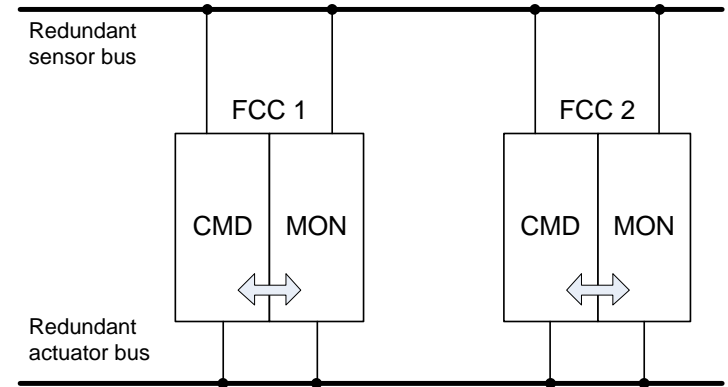 Redundant
sensor bus
FCC 1
FCC 2
CMD
MON
CMD
MON
Redundant
actuator bus